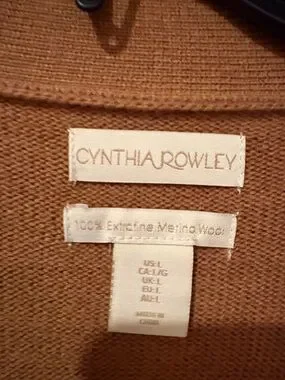 CYNTHIA ROWLEY
100% Extrafine Merino Wool
US: L
CA: L/G
UK: L
EU: L
AU: L
MADE IN
CHINA